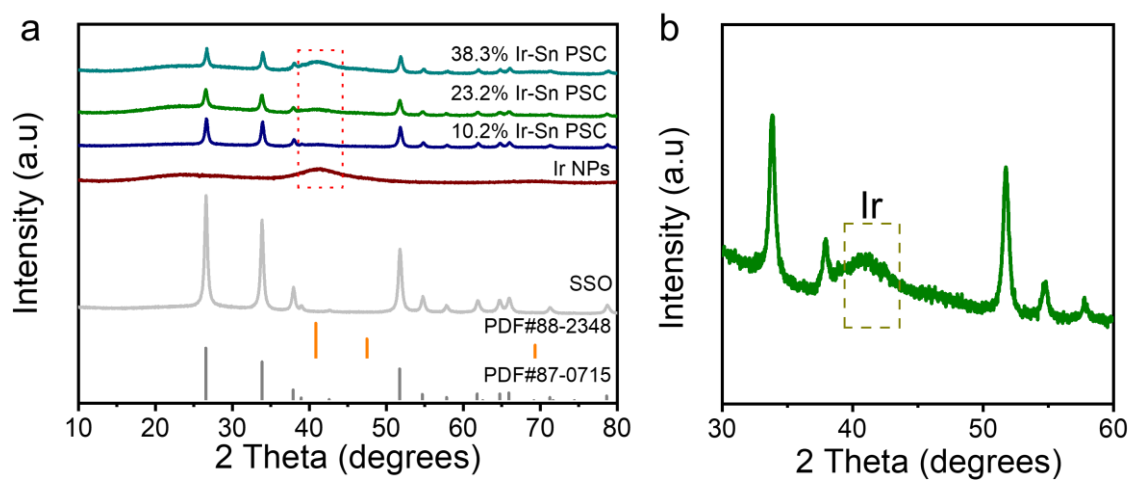 a
38.3% Ir-Sn PSC
23.2% Ir-Sn PSC
10.2% Ir-Sn PSC
Ir NPs
SSO
PDF#88-2348
PDF#87-0715
Intensity (a.u)
10 20 30 40 50 60 70 80
2 Theta (degrees)
b
Ir
Intensity (a.u)
30 40 50 60
2 Theta (degrees)